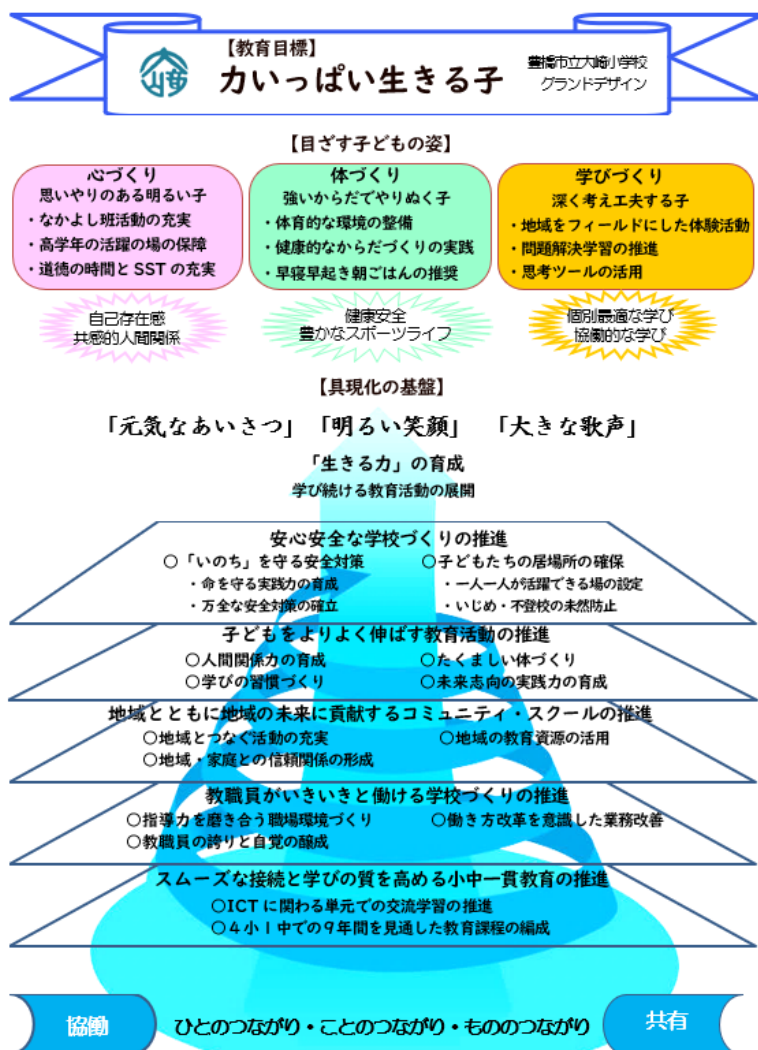 【教育目標】
力いっぱい生きる子
豊橋市立大崎小学校
グランドデザイン
【目ざす子どもの姿】
心づくり
思いやりのある明るい子
・なかよし班活動の充実
・高学年の活躍の場の保障
・道徳の時間とSSTの充実
体づくり
強いからだでやりぬく子
・体育的な環境の整備
・健康的なからだづくりの実践
・早寝早起き朝ごはんの推奨
学びづくり
深く考え工夫する子
・地域をフィールドにした体験活動
・問題解決学習の推進
・思考ツールの活用
自己存在感
共感的人間関係
健康安全
豊かなスポーツライフ
個別最適な学び
協働的な学び
【具現化の基盤】
「元気なあいさつ」 「明るい笑顔」 「大きな歌声」
「生きる力」の育成
学び続ける教育活動の展開
安心安全な学校づくりの推進
○「いのち」を守る安全対策
・命を守る実践力の育成
・万全な安全対策の確立
○子どもたちの居場所の確保
・一人一人が活躍できる場の設定
・いじめ・不登校の未然防止
子どもをよりよく伸ばす教育活動の推進
○人間関係力の育成 ○たくましい体づくり
○学びの習慣づくり ○未来志向の実践力の育成
地域とともに地域の未来に貢献するコミュニティ・スクールの推進
○地域とつなぐ活動の充実 ○地域の教育資源の活用
○地域・家庭との信頼関係の形成
教職員がいきいきと働ける学校づくりの推進
○指導力を磨き合う職場環境づくり ○働き方改革を意識した業務改善
○教職員の誇りと自覚の醸成
スムーズな接続と学びの質を高める小中一貫教育の推進
○ICTに関わる単元での交流学習の推進
○４小１中での９年間を見通した教育課程の編成
協働
ひとのつながり・ことのつながり・もののつながり
共有